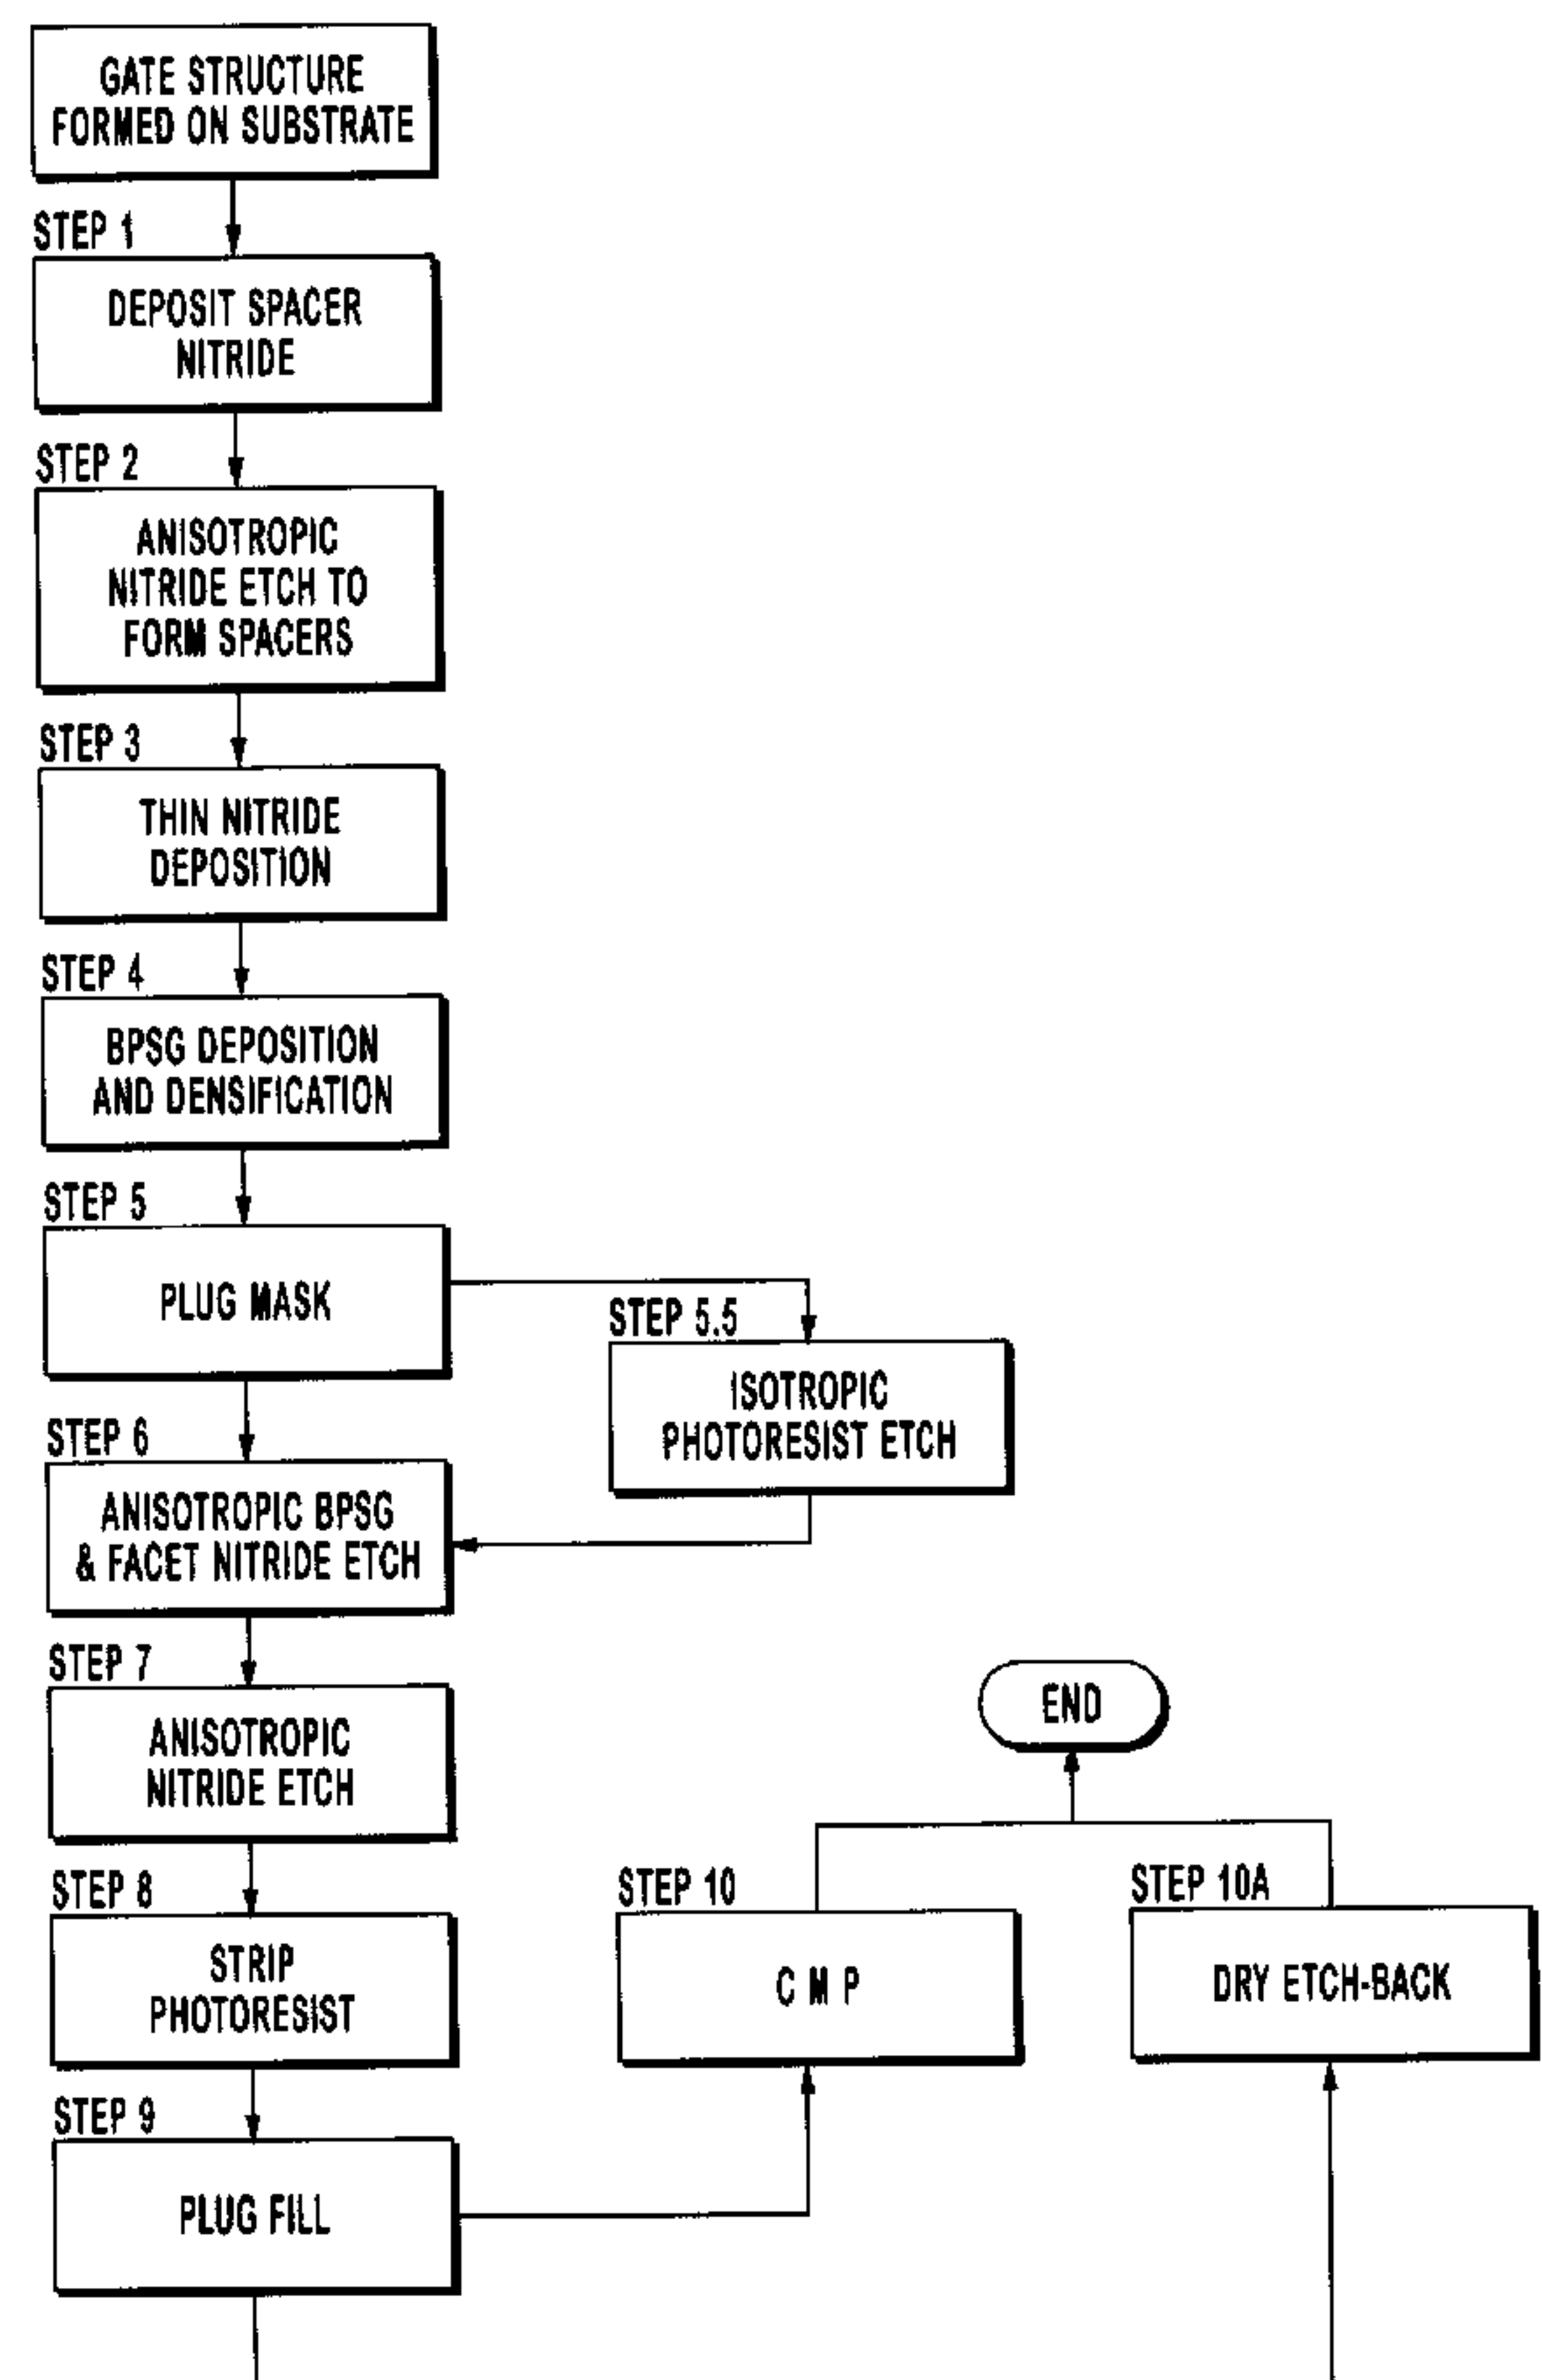 GATE STRUCTURE
FORMED ON SUBSTRATE
STEP 1
DEPOSIT SPACER
NITRIDE
STEP 2
ANISOTROPIC
NITRIDE ETCH TO
FORM SPACERS
STEP 3
THIN NITRIDE
DEPOSITION
STEP 4
BPSG DEPOSITION
AND DENSIFICATION
STEP 5
PLUG MASK
STEP 5.5
ISOTROPIC
PHOTORESIST ETCH
STEP 6
ANISOTROPIC BPSG
& FACET NITRIDE ETCH
STEP 7
ANISOTROPIC
NITRIDE ETCH
STEP 8
STRIP
PHOTORESIST
STEP 9
PLUG FILL
STEP 10
C M P
STEP 10A
DRY ETCH-BACK
END